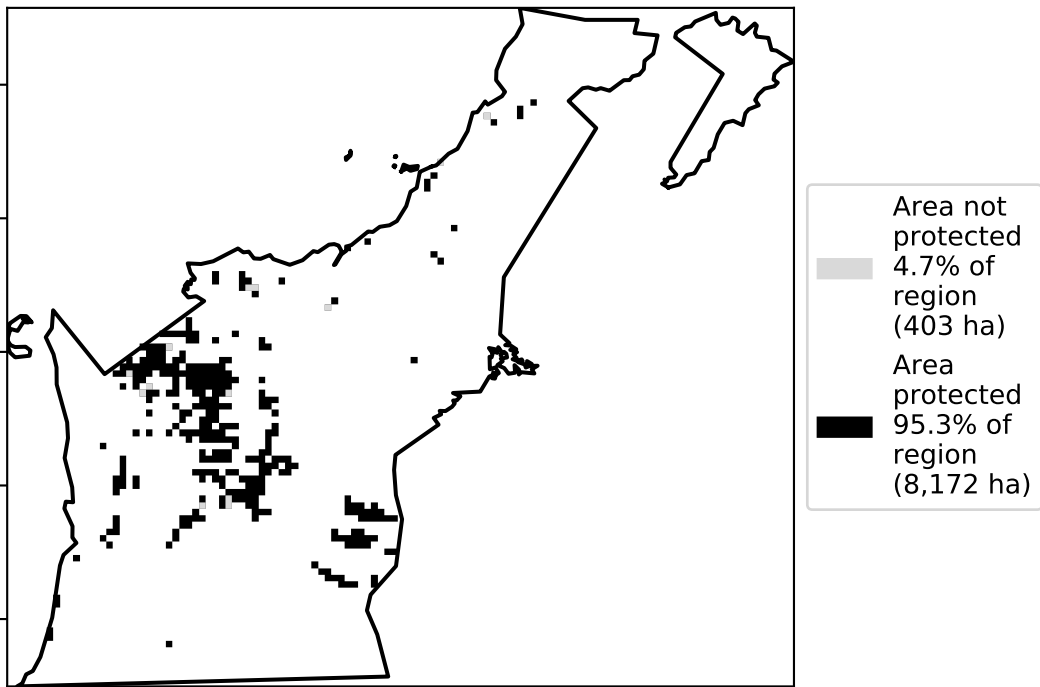 Area not
protected
4.7% of
region
(403 ha)
Area
protected
95.3% of
region
(8,172 ha)